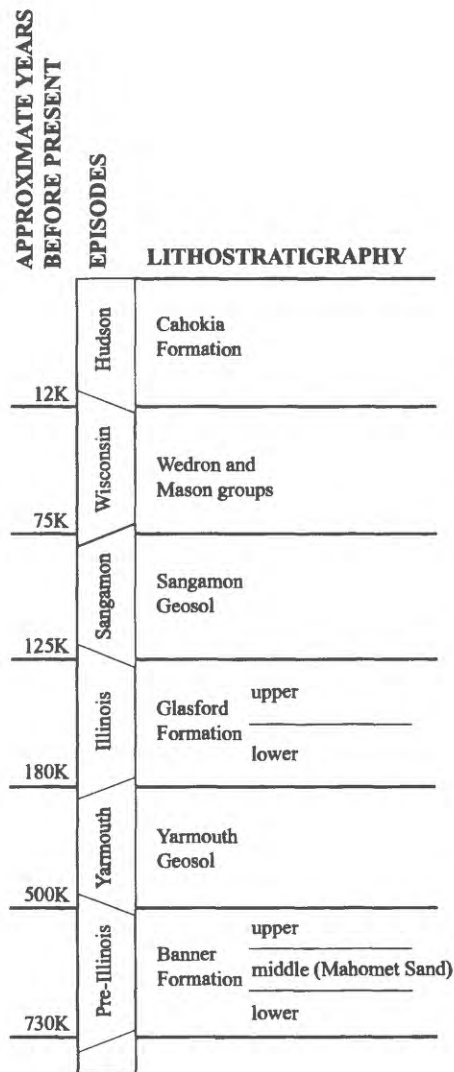 APPROXIMATE YEARS
BEFORE PRESENT
EPISODES
LITHOSTRATIGRAPHY
Hudson
Cahokia
Formation
12K
Wisconsin
Wedron and
Mason groups
75K
Sangamon
Sangamon
Geosol
125K
Illinois
Glasford
Formation
upper
lower
180K
Yarmouth
Yarmouth
Geosol
500K
Pre-Illinois
Banner
Formation
upper
middle (Mahomet Sand)
lower
730K